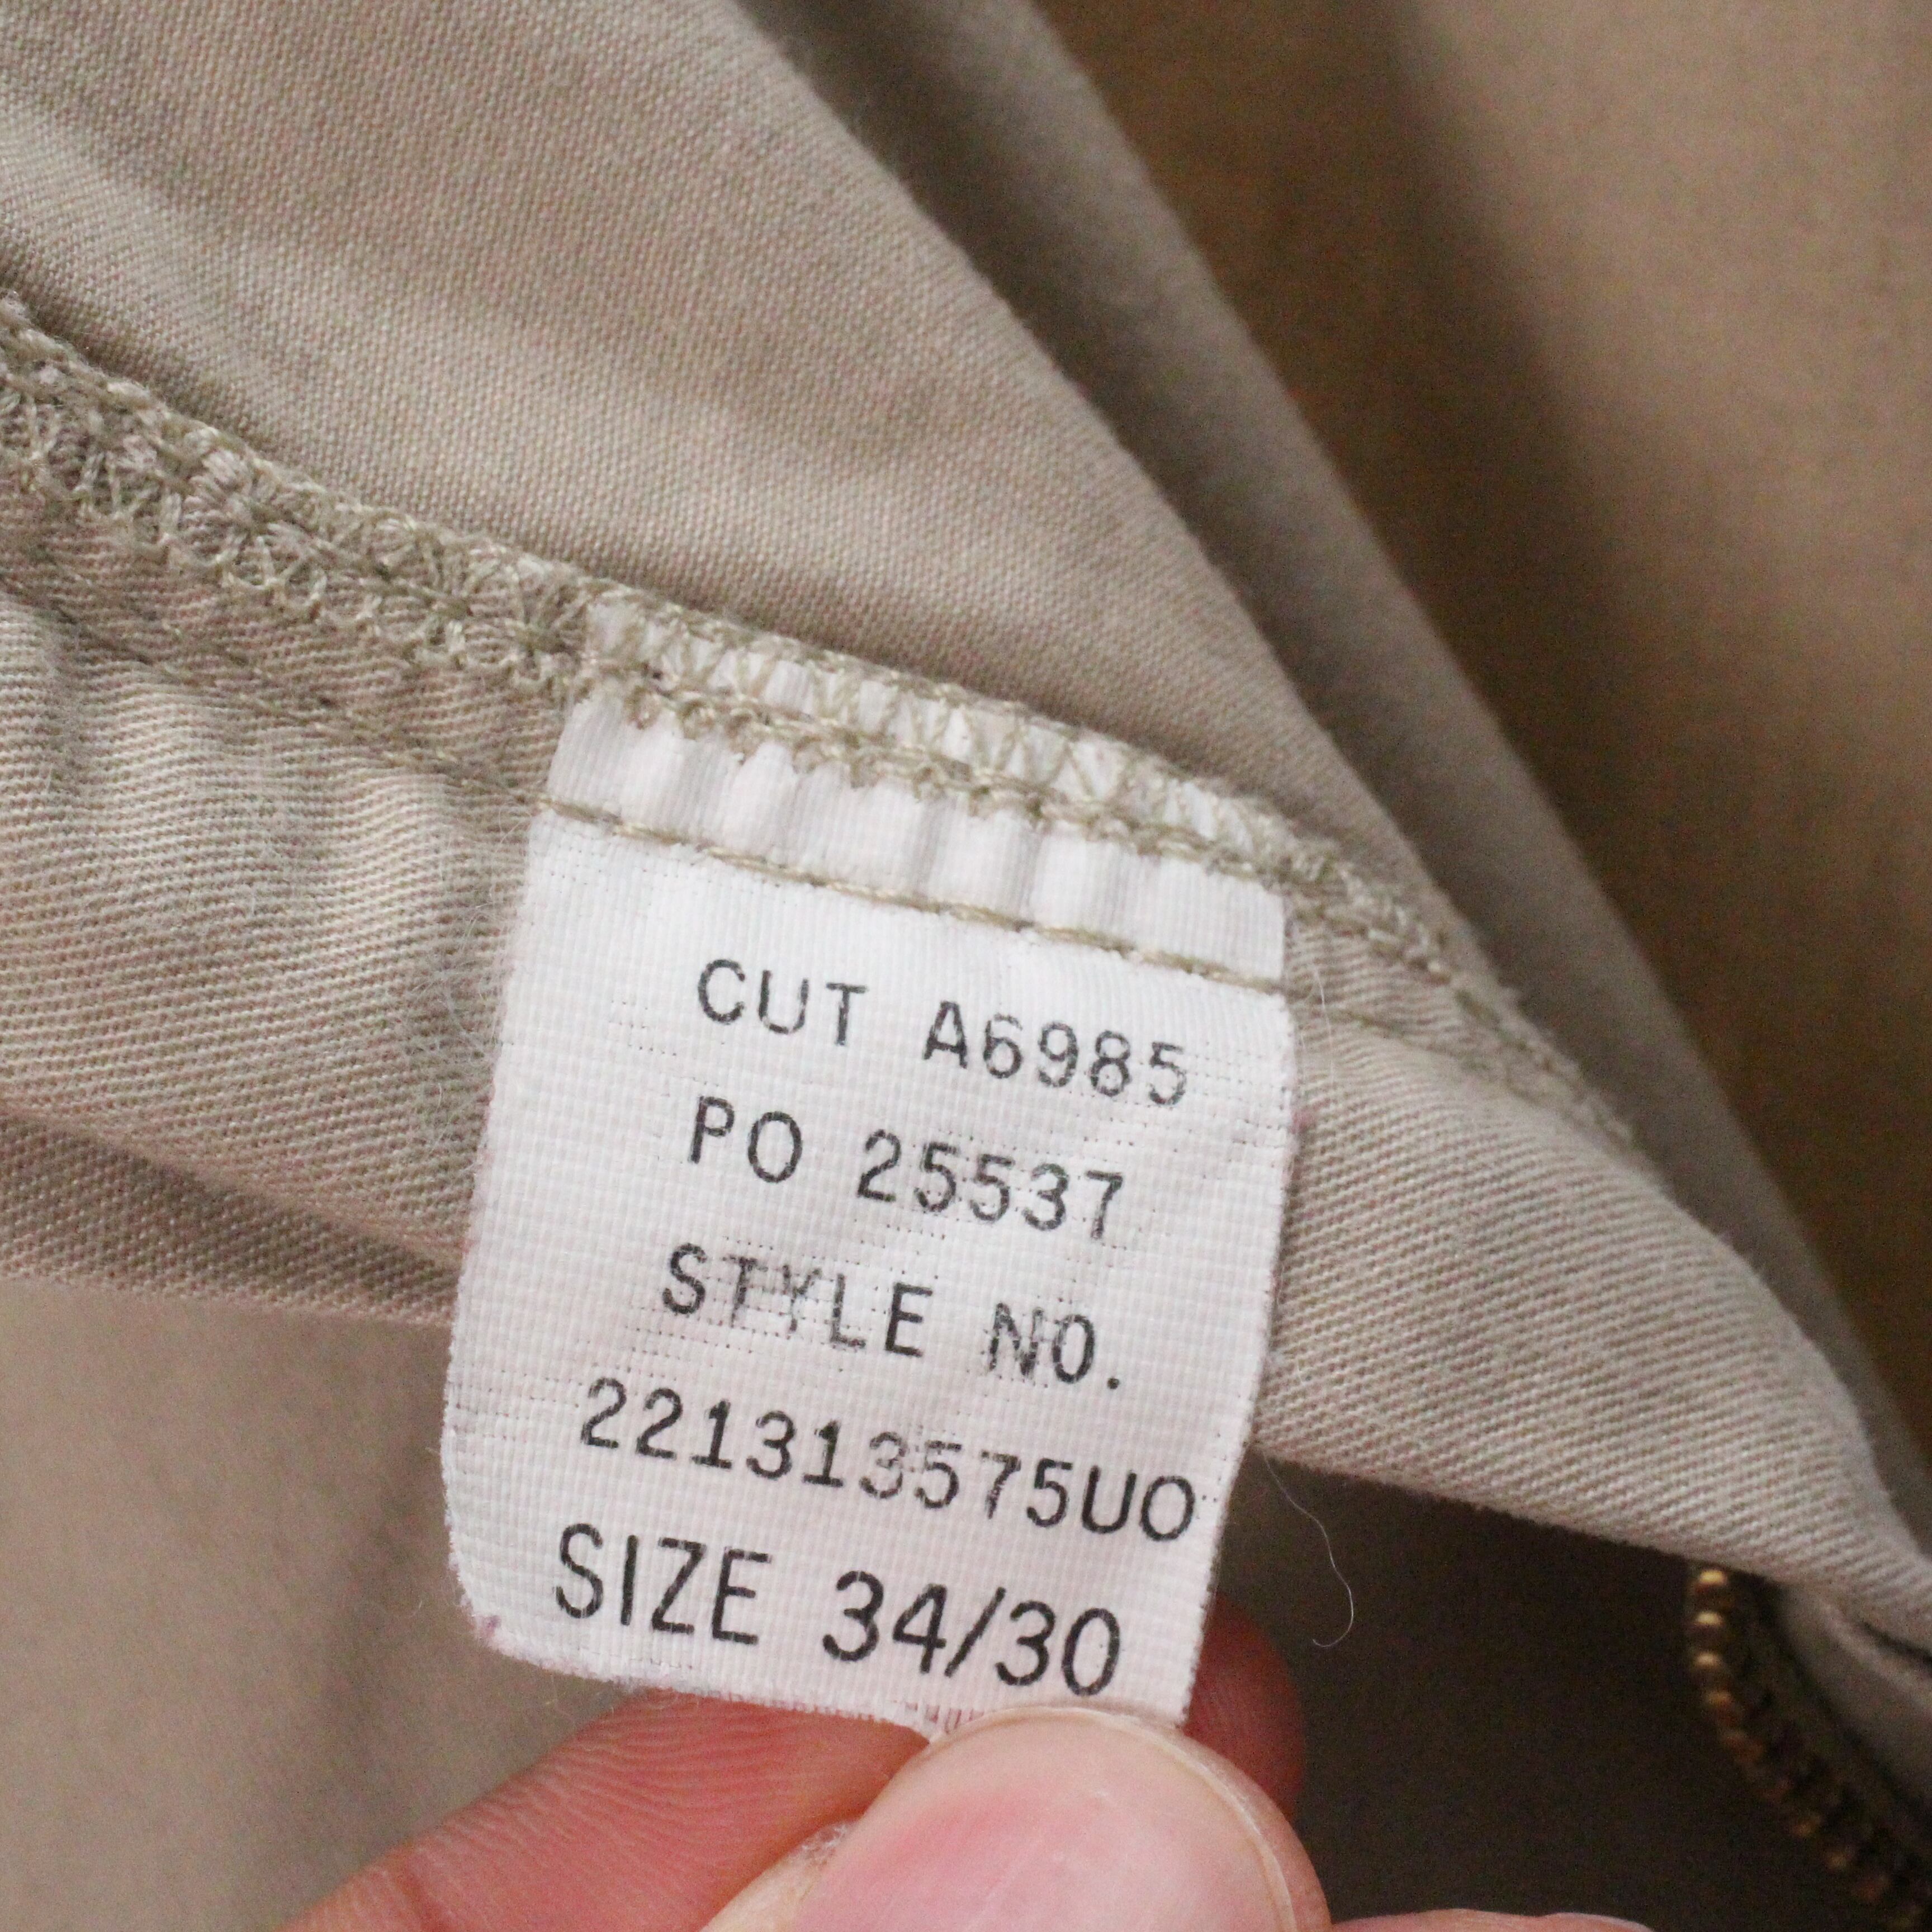 CUT A6985
PO 25537
STYLE NO.
221313575UO
SIZE 34/30